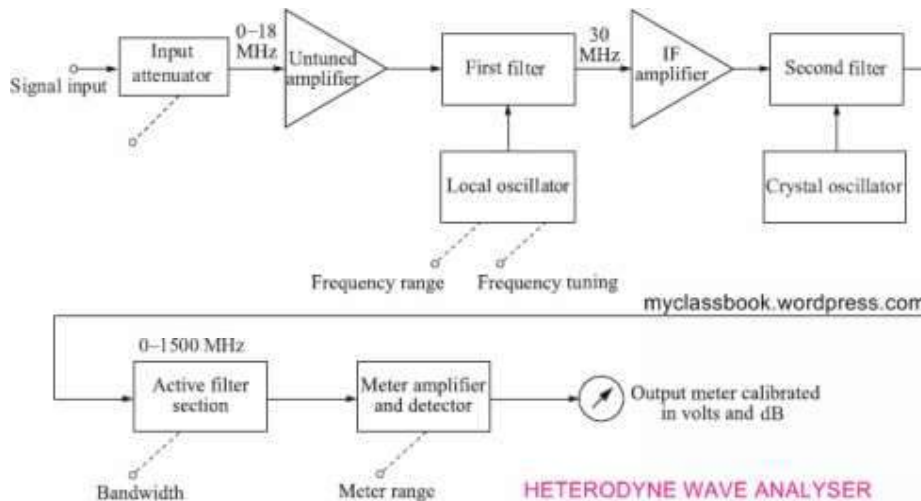 Signal input
Input
attenuator
0–18
MHz
Untuned
amplifier
First filter
30
MHz
IF
amplifier
Second filter
Local oscillator
Crystal oscillator
Frequency range
Frequency tuning
myclassbook.wordpress.com
0–1500 MHz
Active filter
section
Meter amplifier
and detector
Output meter calibrated
in volts and dB
Bandwidth
Meter range
HETERODYNE WAVE ANALYSER